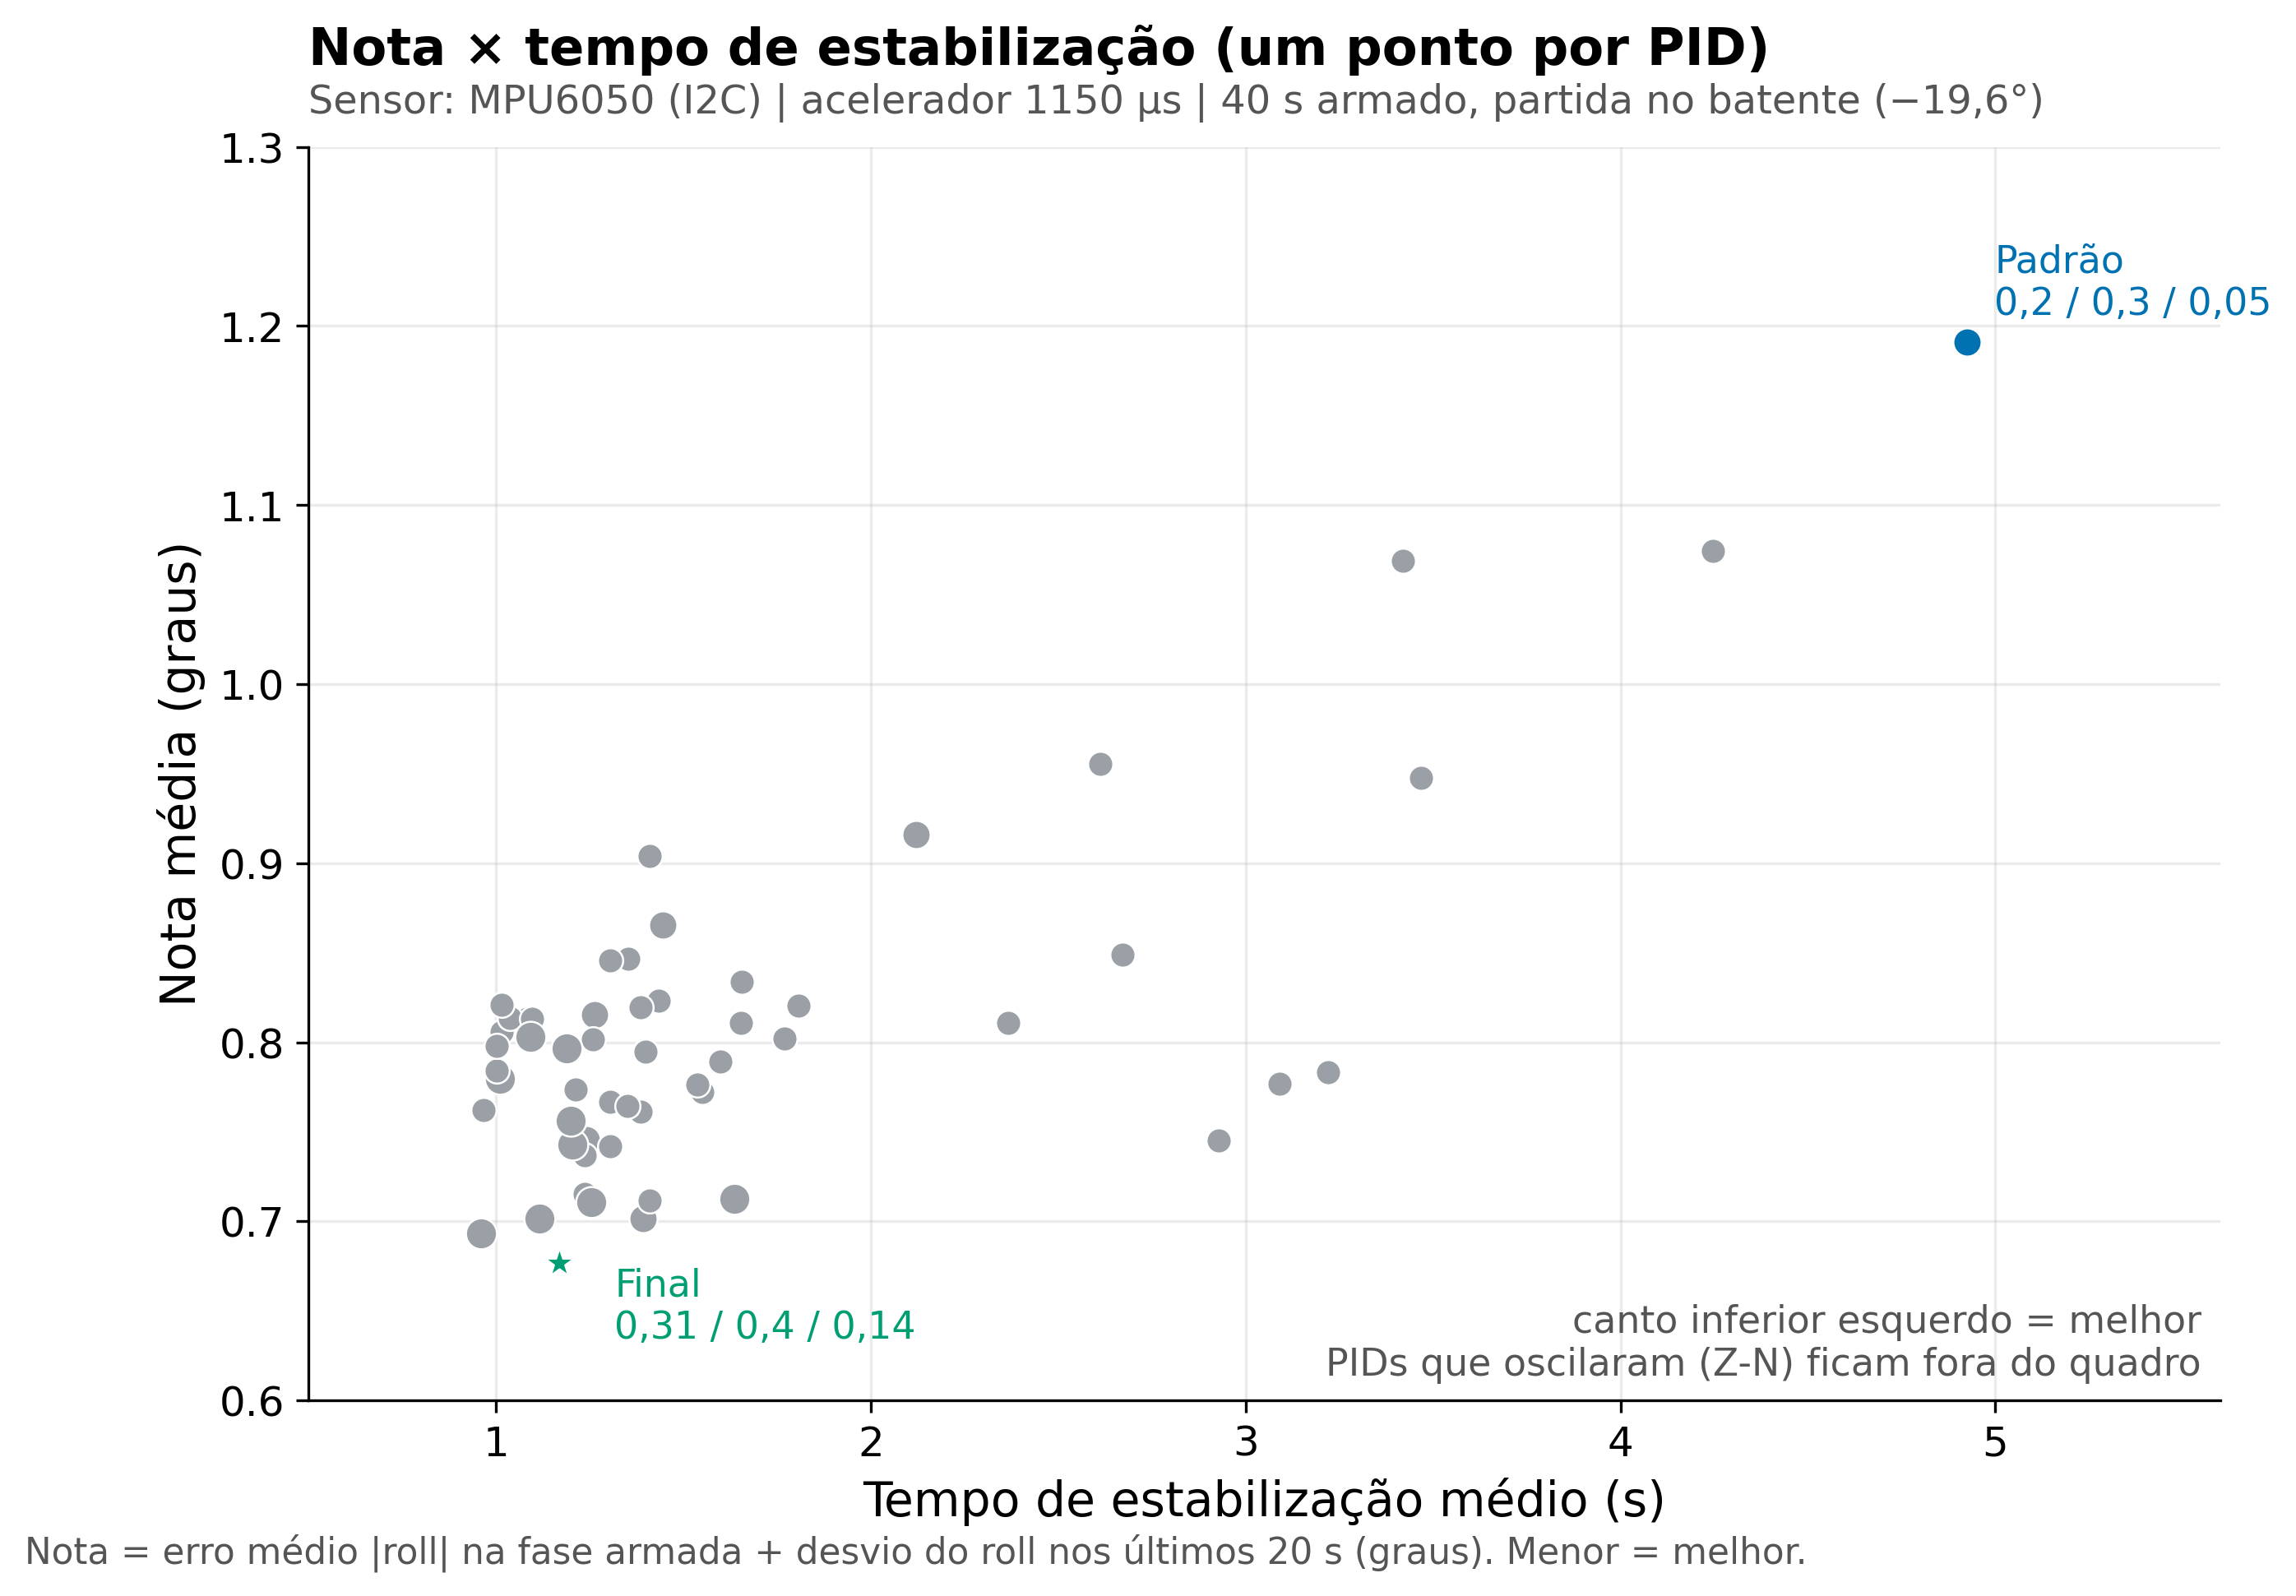 Nota × tempo de estabilização (um ponto por PID)
Sensor: MPU6050 (I2C) | acelerador 1150 µs | 40 s armado, partida no batente (−19,6°)
1.3
1.2
1.1
1.0
0.9
0.8
0.7
0.6
Nota média (graus)
Padrão
0,2 / 0,3 / 0,05
Final
0,31 / 0,4 / 0,14
canto inferior esquerdo = melhor
PIDs que oscilaram (Z-N) ficam fora do quadro
1 2 3 4 5
Tempo de estabilização médio (s)
Nota = erro médio |roll| na fase armada + desvio do roll nos últimos 20 s (graus). Menor = melhor.